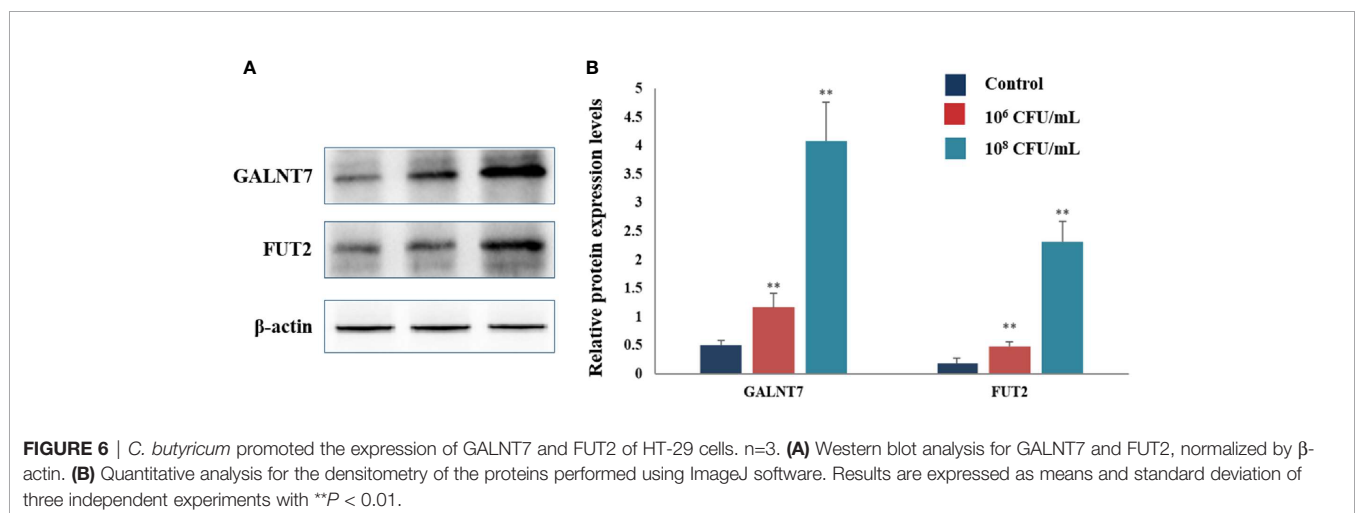 A
GALNT7
FUT2
β-actin
B
Relative protein expression levels
5
4.5
4
3.5
3
2.5
2
1.5
1
0.5
0
**
**
**
**
GALNT7
FUT2
Control
10⁶ CFU/mL
10⁸ CFU/mL
FIGURE 6 | C. butyricum promoted the expression of GALNT7 and FUT2 of HT-29 cells. n=3. (A) Western blot analysis for GALNT7 and FUT2, normalized by β-
actin. (B) Quantitative analysis for the densitometry of the proteins performed using ImageJ software. Results are expressed as means and standard deviation of
three independent experiments with **P < 0.01.